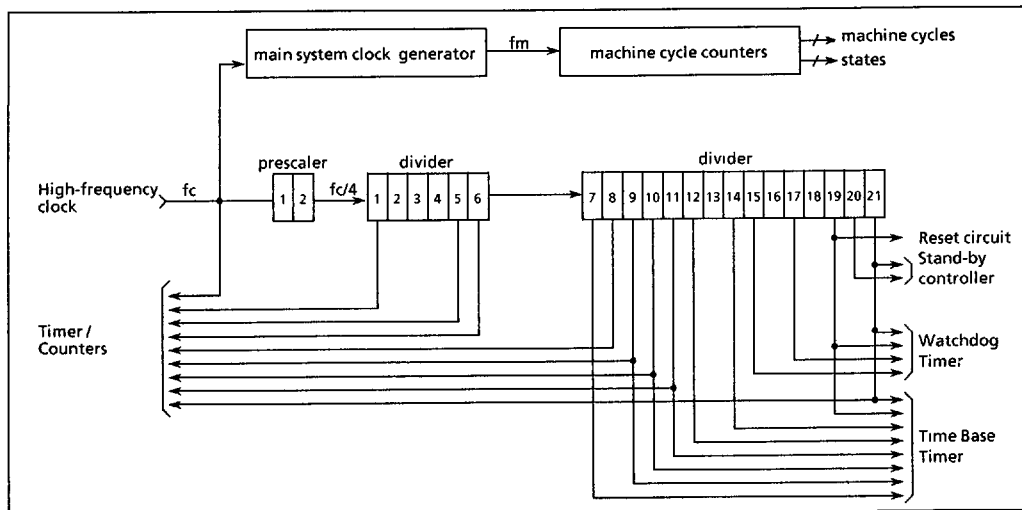 main system clock generator
fm
machine cycle counters
machine cycles
states
prescaler
divider
divider
High-frequency
clock
fc
1 2
fc/4
1 2 3 4 5 6
7 8 9 10 11 12 13 14 15 16 17 18 19 20 21
Reset circuit
Stand-by
controller
Timer /
Counters
Watchdog
Timer
Time Base
Timer